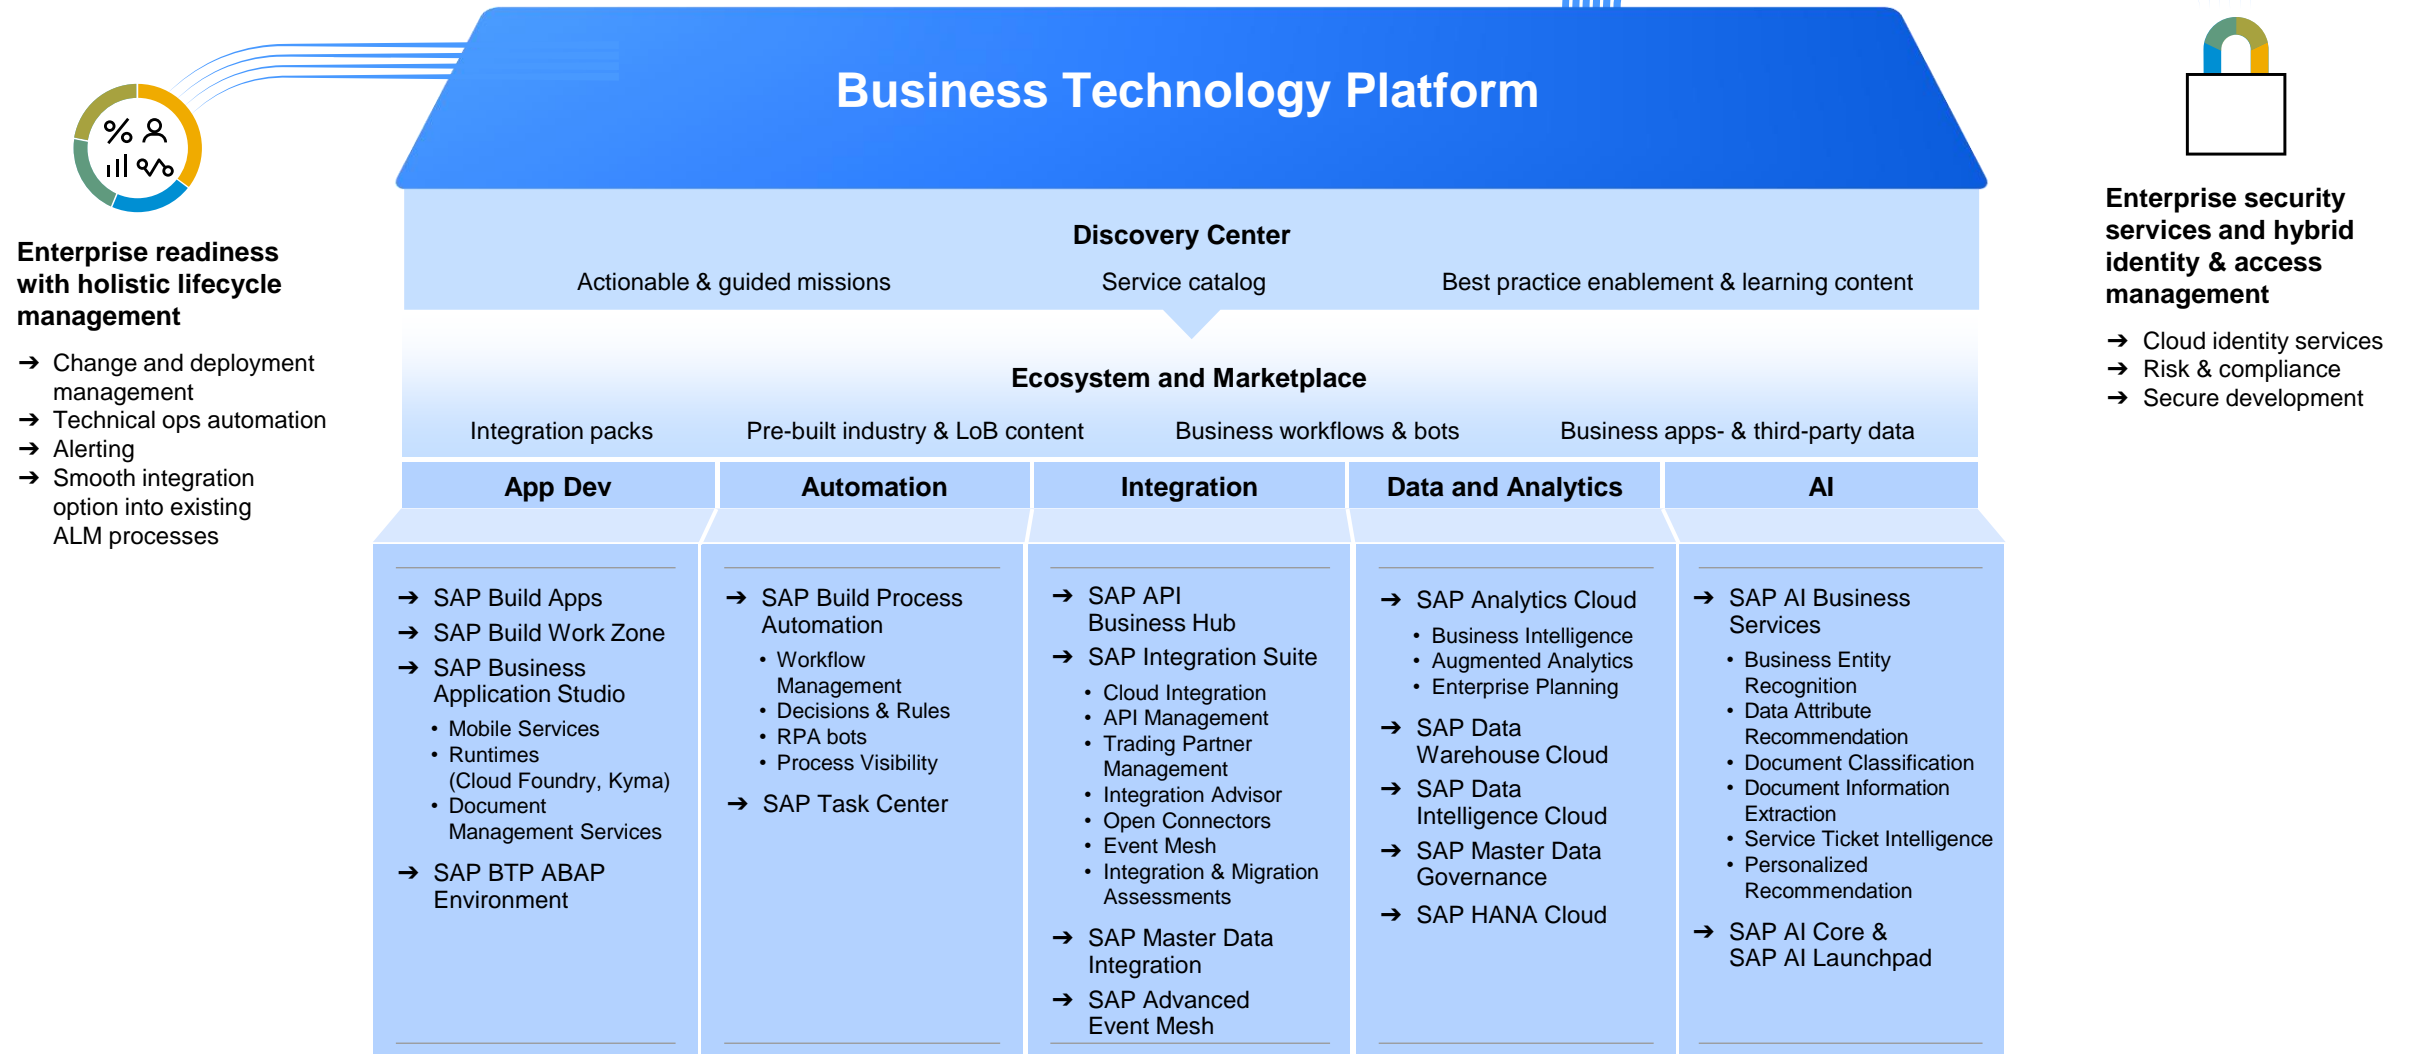 Business Technology Platform
Enterprise readiness
with holistic lifecycle
management
➔ Change and deployment
management
➔ Technical ops automation
➔ Alerting
➔ Smooth integration
option into existing
ALM processes
Discovery Center
Actionable & guided missions
Service catalog
Best practice enablement & learning content
Ecosystem and Marketplace
Integration packs
Pre-built industry & LoB content
Business workflows & bots
Business apps- & third-party data
App Dev
➔ SAP Build Apps
➔ SAP Build Work Zone
➔ SAP Business
Application Studio
• Mobile Services
• Runtimes
(Cloud Foundry, Kyma)
• Document
Management Services
➔ SAP BTP ABAP
Environment
Automation
➔ SAP Build Process
Automation
• Workflow
Management
• Decisions & Rules
• RPA bots
• Process Visibility
➔ SAP Task Center
Integration
➔ SAP API
Business Hub
➔ SAP Integration Suite
• Cloud Integration
• API Management
• Trading Partner
Management
• Integration Advisor
• Open Connectors
• Event Mesh
• Integration & Migration
Assessments
➔ SAP Master Data
Integration
➔ SAP Advanced
Event Mesh
Data and Analytics
➔ SAP Analytics Cloud
• Business Intelligence
• Augmented Analytics
• Enterprise Planning
➔ SAP Data
Warehouse Cloud
➔ SAP Data
Intelligence Cloud
➔ SAP Master Data
Governance
➔ SAP HANA Cloud
AI
➔ SAP AI Business
Services
• Business Entity
Recognition
• Data Attribute
Recommendation
• Document Classification
• Document Information
Extraction
• Service Ticket Intelligence
• Personalized
Recommendation
➔ SAP AI Core &
SAP AI Launchpad
Enterprise security
services and hybrid
identity & access
management
➔ Cloud identity services
➔ Risk & compliance
➔ Secure development